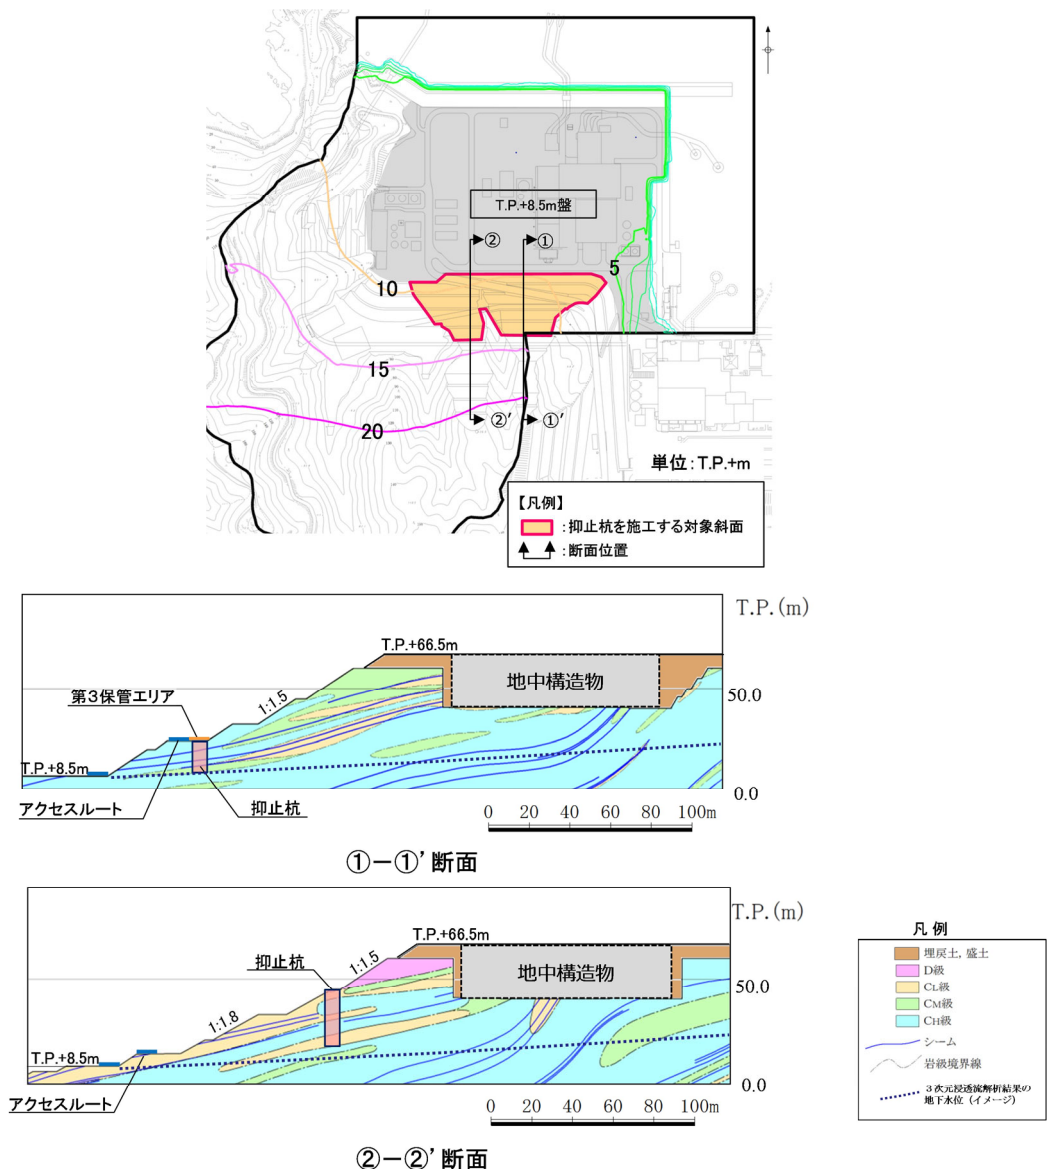 T.P.+8.5m盤
②
①
5
10
15
20
②′
①′
単位:T.P.+m
【凡例】
:抑止杭を施工する対象斜面
:断面位置
T.P.(m)
T.P.+66.5m
地中構造物
第3保管エリア
1:1.5
50.0
T.P.+8.5m
アクセスルート
抑止杭
0.0
0 20 40 60 80 100m
①-①'断面
T.P.(m)
T.P.+66.5m
抑止杭
1:1.5
地中構造物
50.0
1:1.8
T.P.+8.5m
アクセスルート
0.0
0 20 40 60 80 100m
②-②'断面
凡 例
埋戻土, 盛土
D級
CL級
CM級
CH級
シーム
岩級境界線
3次元浸透流解析結果の
地下水位 (イメージ)